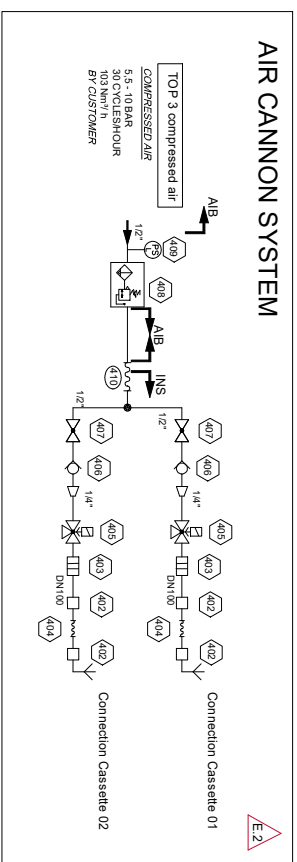 AIR CANNON SYSTEM
TOP 3 compressed air
COMPRESSED AIR
5,5 - 10 BAR
30 CYCLES/HOUR
103 Nm³/ h
BY CUSTOMER
AIB
1/2"
PS
L
409
408
AIB
410
INS
1/2"
407
406
1/4"
405
403
DN100
402
404
402
Connection Cassette 01
1/2"
407
406
1/4"
405
403
DN100
402
404
402
Connection Cassette 02
E.2